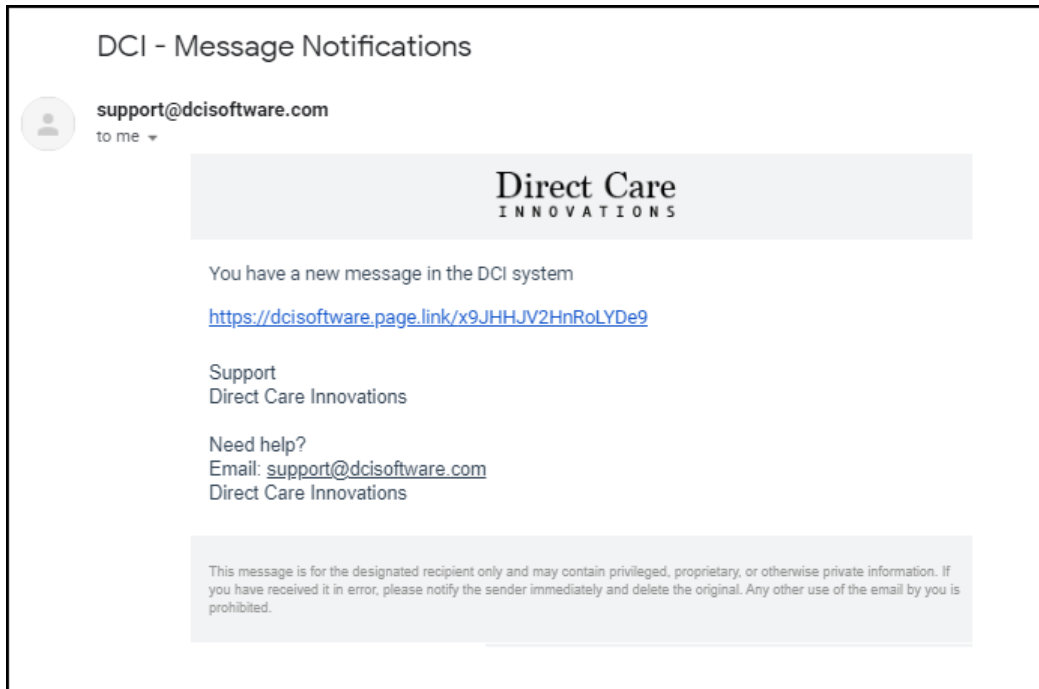 DCI - Message Notifications
support@dcisoftware.com
to me
Direct Care
INNOVATIONS
You have a new message in the DCI system
https://dcisoftware.page.link/x9JHHJV2HnRoLYDe9
Support
Direct Care Innovations
Need help?
Email: support@dcisoftware.com
Direct Care Innovations
This message is for the designated recipient only and may contain privileged, proprietary, or otherwise private information. If
you have received it in error, please notify the sender immediately and delete the original. Any other use of the email by you is
prohibited.